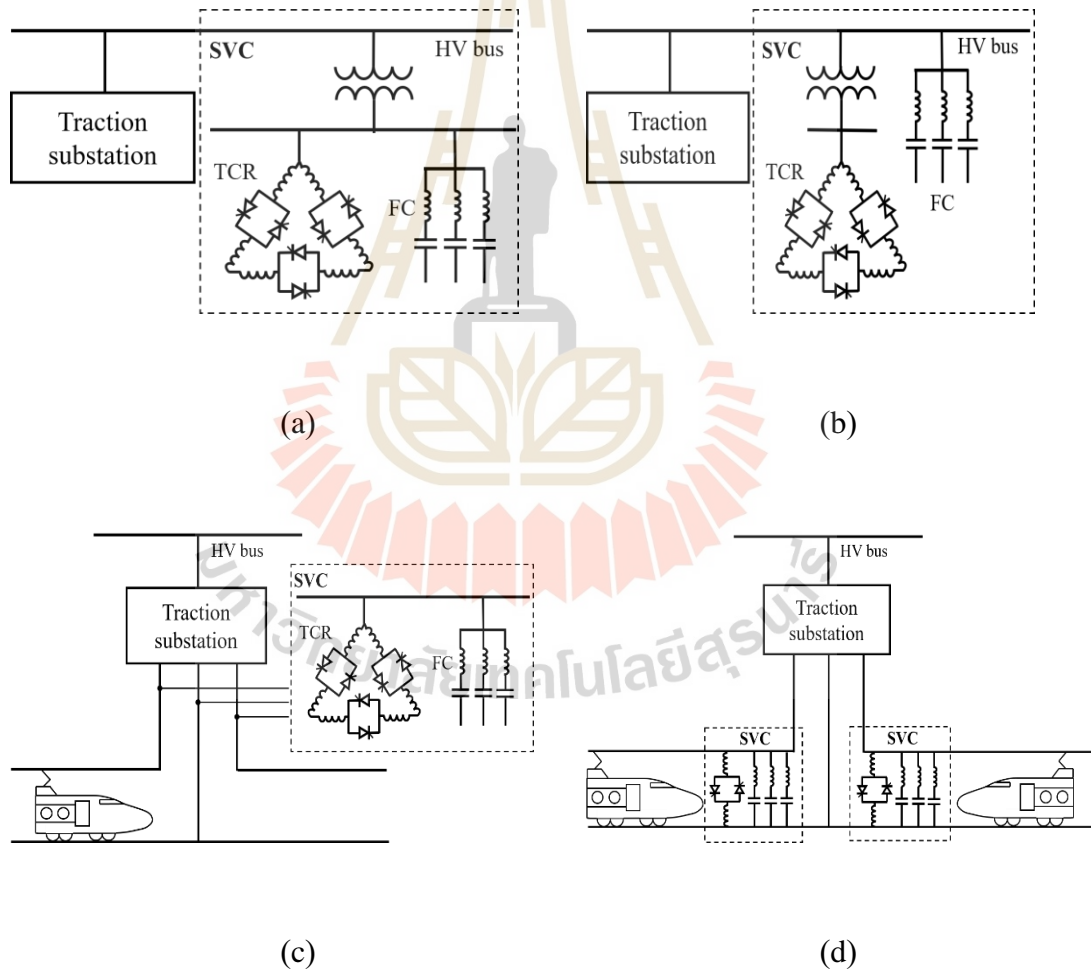 SVC
HV bus
Traction
substation
TCR
FC
(a)
SVC
HV bus
Traction
substation
TCR
FC
(b)
HV bus
SVC
Traction
substation
TCR
FC
(c)
HV bus
Traction
substation
SVC
SVC
(d)
มหาวิทยาลัยเทคโนโลยีสุรนารี